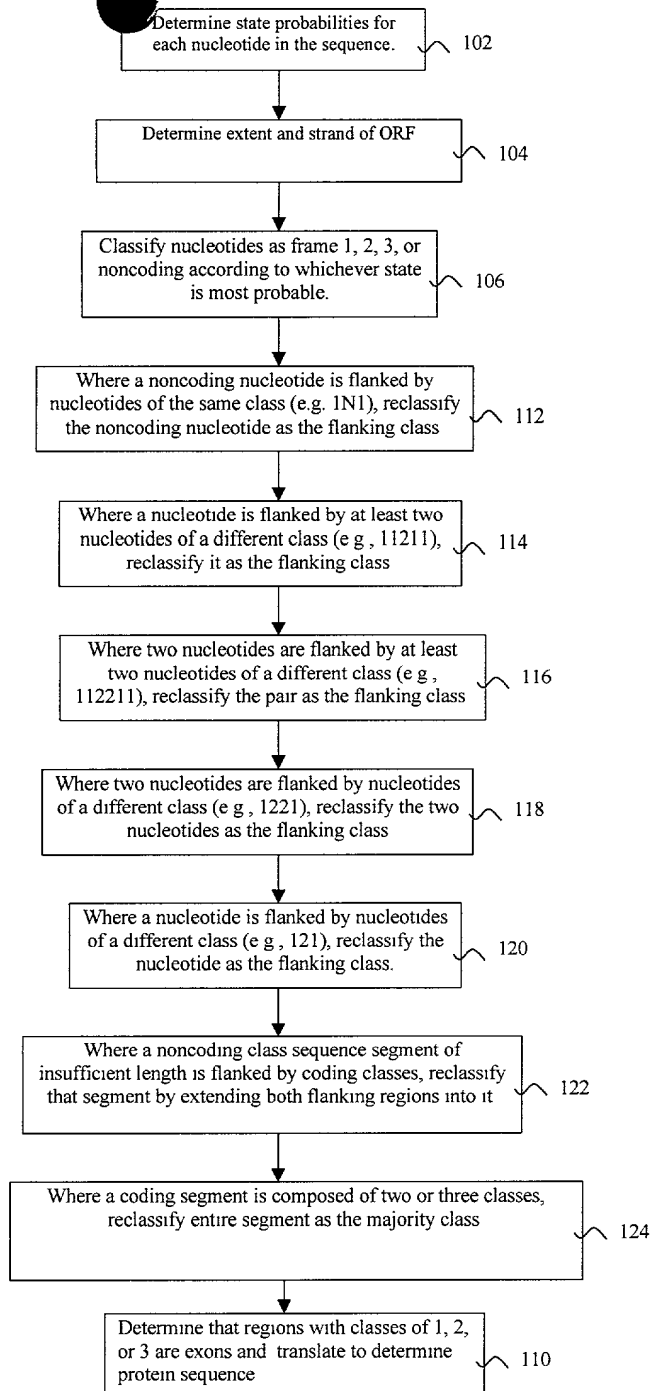 Determine state probabilities for
each nucleotide in the sequence.
102
Determine extent and strand of ORF
104
Classify nucleotides as frame 1, 2, 3, or
noncoding according to whichever state
is most probable.
106
Where a noncoding nucleotide is flanked by
nucleotides of the same class (e.g. 1N1), reclassify
the noncoding nucleotide as the flanking class
112
Where a nucleotide is flanked by at least two
nucleotides of a different class (e g , 11211),
reclassify it as the flanking class
114
Where two nucleotides are flanked by at least
two nucleotides of a different class (e g ,
112211), reclassify the pair as the flanking class
116
Where two nucleotides are flanked by nucleotides
of a different class (e g , 1221), reclassify the two
nucleotides as the flanking class
118
Where a nucleotide is flanked by nucleotides
of a different class (e g , 121), reclassify the
nucleotide as the flanking class.
120
Where a noncoding class sequence segment of
insufficient length is flanked by coding classes, reclassify
that segment by extending both flanking regions into it
122
Where a coding segment is composed of two or three classes,
reclassify entire segment as the majority class
124
Determine that regions with classes of 1, 2,
or 3 are exons and translate to determine
protein sequence
110